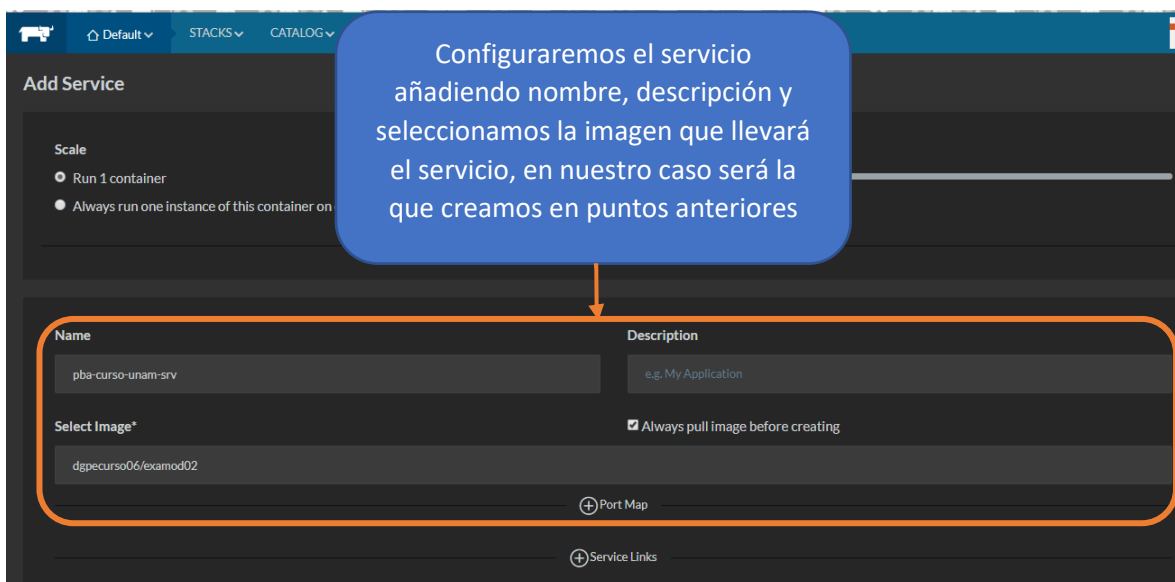 Default
STACKS
CATALOG
Configuraremos el servicio
añadiendo nombre, descripción y
seleccionamos la imagen que llevará
el servicio, en nuestro caso será la
que creamos en puntos anteriores
Add Service
Scale
Run 1 container
Always run one instance of this container on
Name
Description
pba-curso-unam-srv
e.g. My Application
Select Image*
Always pull image before creating
dgpecurso06/examod02
Port Map
Service Links